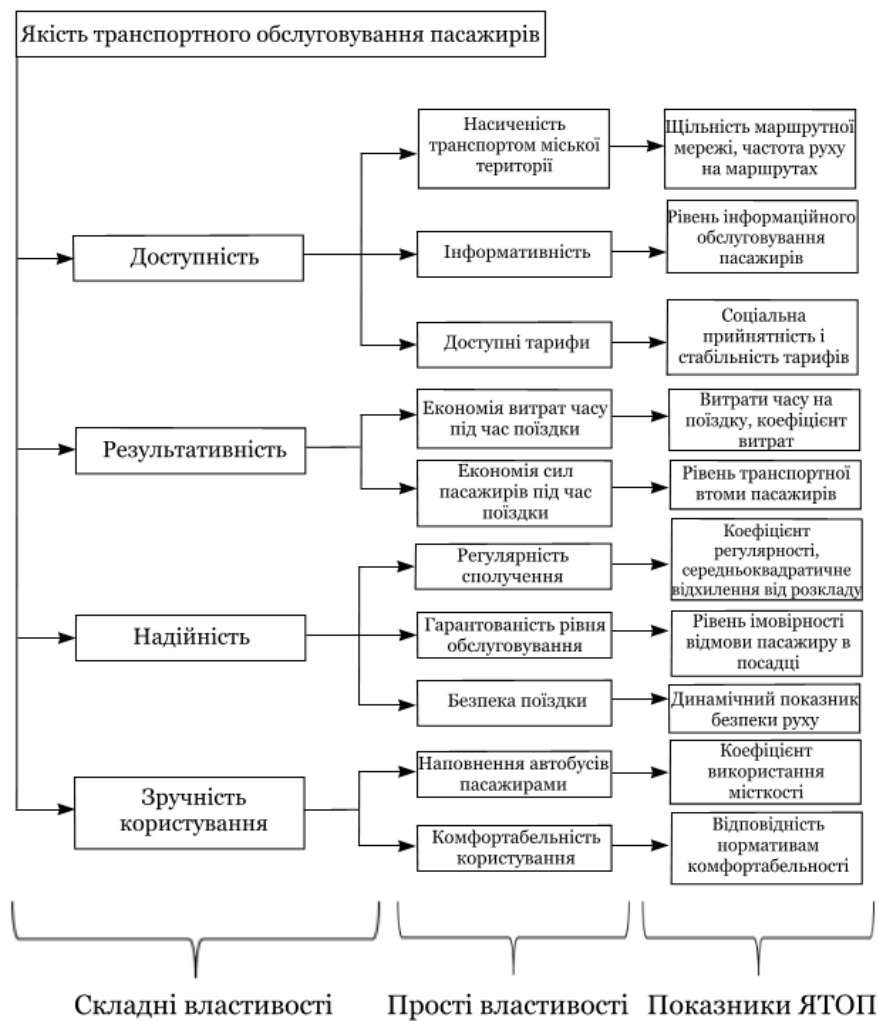 Якість транспортного обслуговування пасажирів
Насиченість
транспортом міської
території
Щільність маршрутної
мережі, частота руху
на маршрутах
Доступність
Інформативність
Рівень інформаційного
обслуговування
пасажирів
Доступні тарифи
Соціальна
прийнятність і
стабільність тарифів
Результативність
Економія витрат часу
під час поїздки
Витрати часу на
поїздку, коефіцієнт
витрат
Економія сил
пасажирів під час
поїздки
Рівень транспортної
втоми пасажирів
Надійність
Регулярність
сполучення
Коефіцієнт
регулярності,
середньоквадратичне
відхилення від розкладу
Гарантованість рівня
обслуговування
Рівень імовірності
відмови пасажиру в
посадці
Безпека поїздки
Динамічний показник
безпеки руху
Зручність
користування
Наповнення автобусів
пасажирами
Коефіцієнт
використання
місткості
Комфортабельність
користування
Відповідність
нормативам
комфортабельності
Складні властивості
Прості властивості
Показники ЯТОП